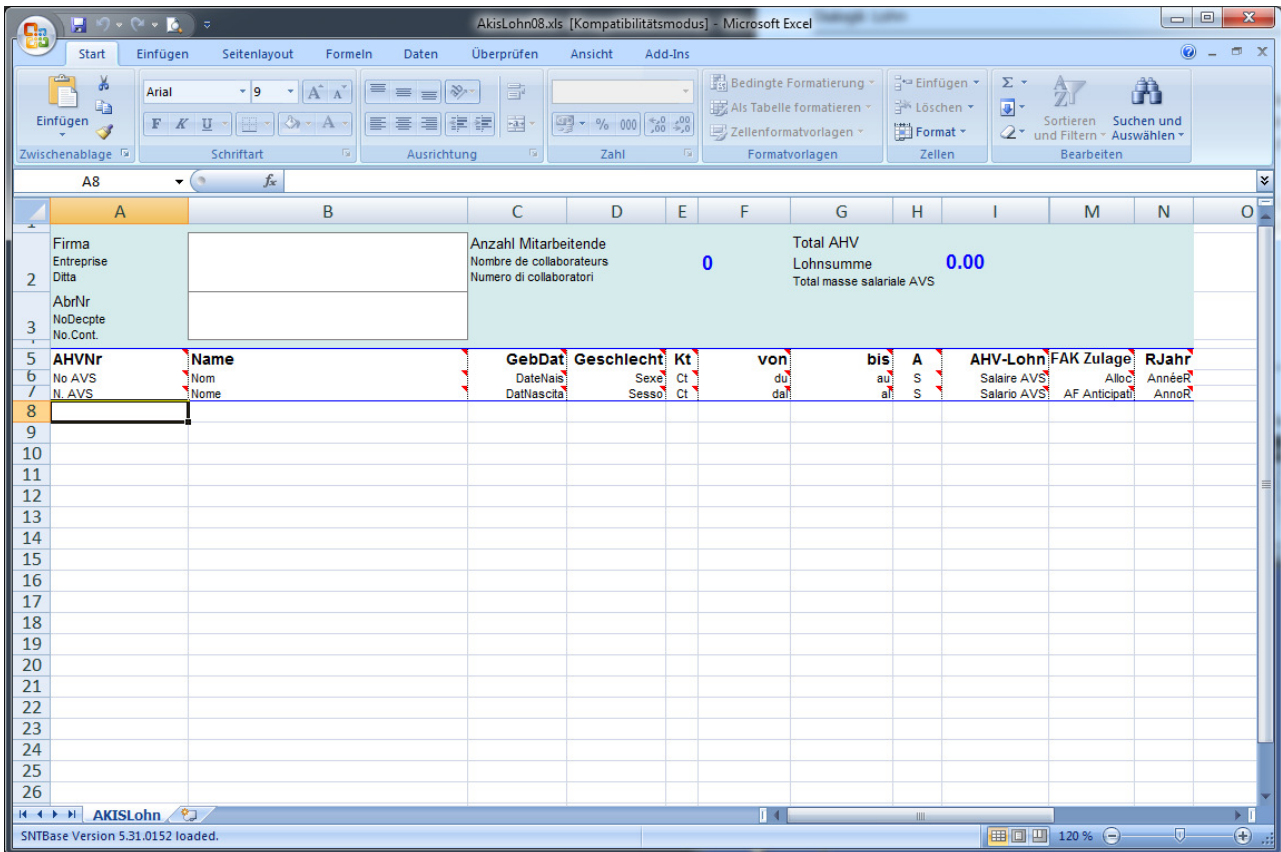 AkisLohn08.xls [Kompatibilitätsmodus] - Microsoft Excel
Start Einfügen Seitenlayout Formeln Daten Überprüfen Ansicht Add-Ins
Einfügen
Arial 9
F K U
% 000
Bedingte Formatierung
Als Tabelle formatieren
Zellenformatvorlagen
Einfügen
Löschen
Format
Σ
Sortieren und Filtern
Suchen und Auswählen
Zwischenablage Schriftart Ausrichtung Zahl Formatvorlagen Zellen Bearbeiten
A8 fx
A B C D E F G H I M N O
Firma
Entreprise
Ditta
Anzahl Mitarbeitende
Nombre de collaborateurs
Numero di collaboratori
0
Total AHV
Lohnsumme
Total masse salariale AVS
0.00
2
AbrNr
NoDecpte
No.Cont.
3
5 AHVNr Name GebDat Geschlecht Kt von bis A AHV-Lohn FAK Zulage RJahr
6 No AVS Nom DateNais Sexe Ct du au S Salaire AVS Alloc AnnéeR
7 N. AVS Nome DatNascita Sesso Ct dal al S Salario AVS AF Anticipati AnnoR
8
9
10
11
12
13
14
15
16
17
18
19
20
21
22
23
24
25
26
AKISLohn
SNTBase Version 5.31.0152 loaded.
120 %